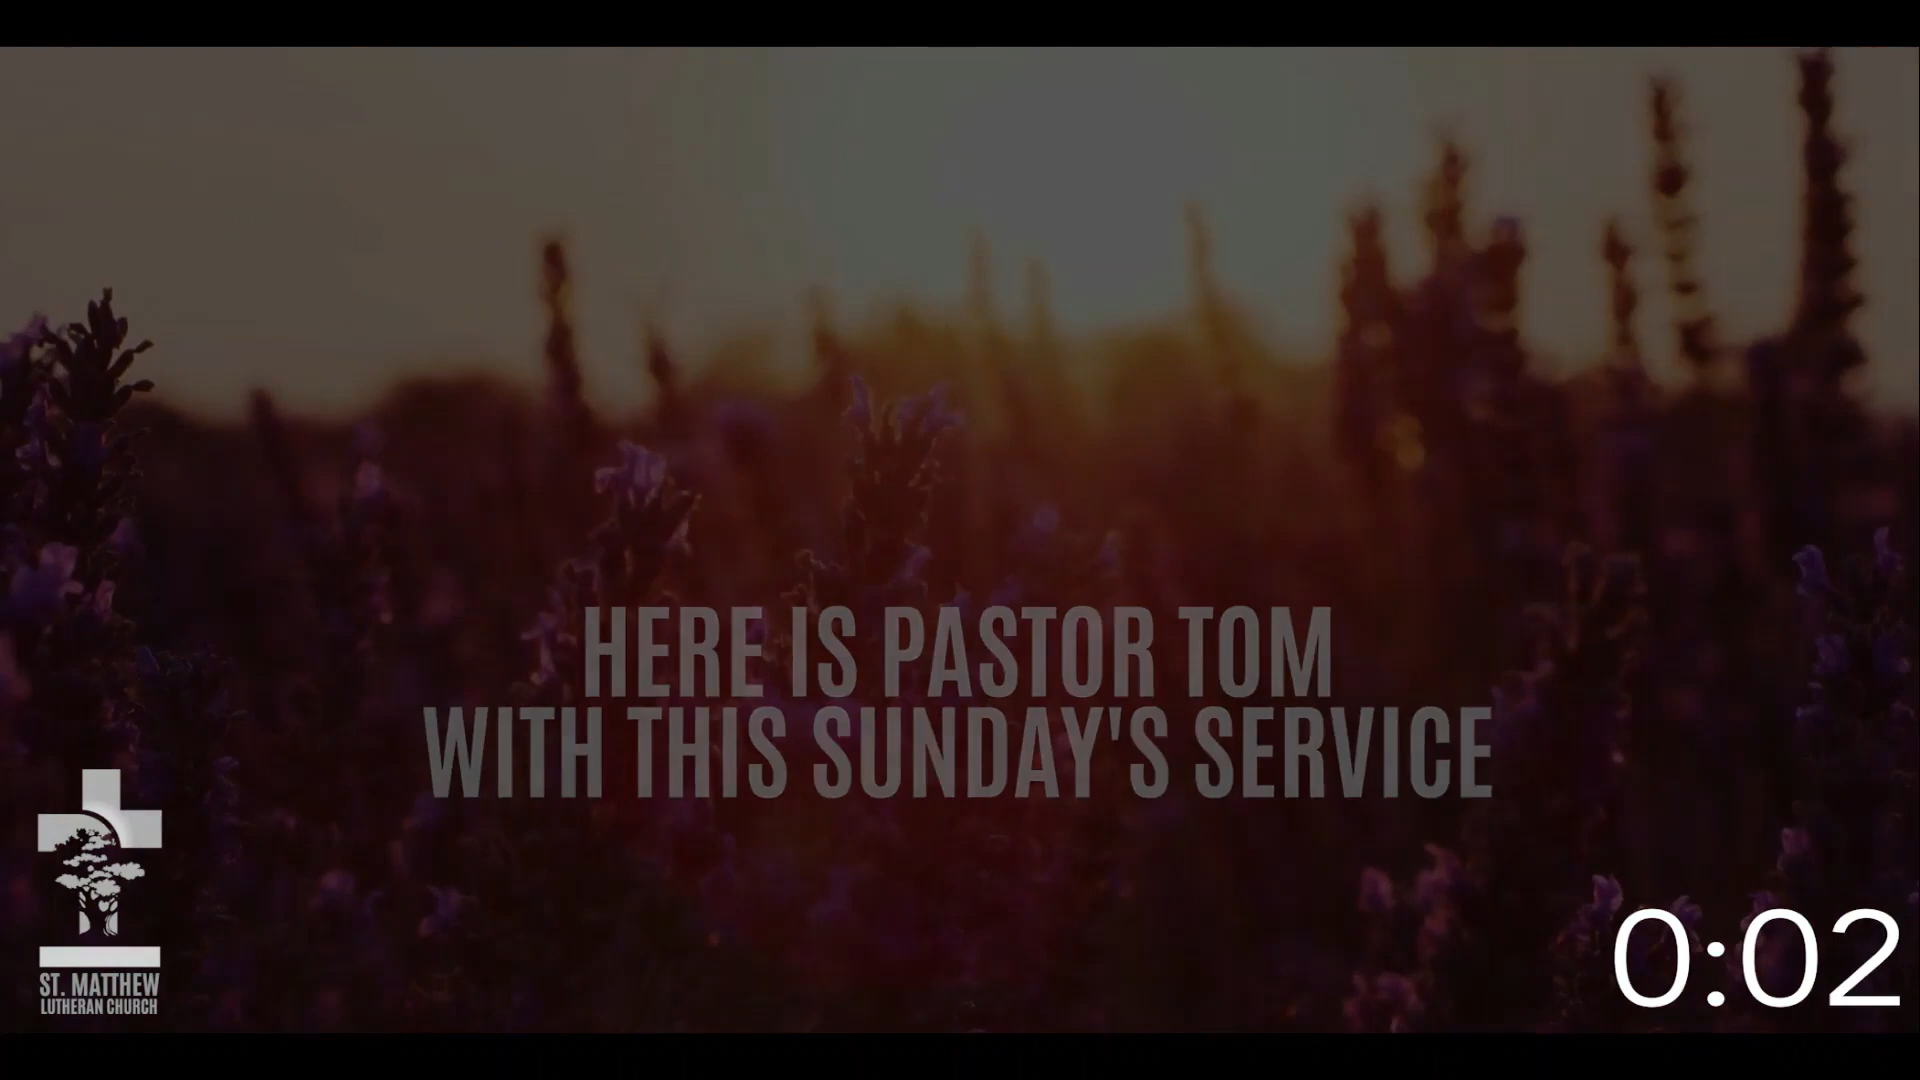 HERE IS PASTOR TOM
WITH THIS SUNDAY'S SERVICE
ST. MATTHEW
LUTHERAN CHURCH
0:02